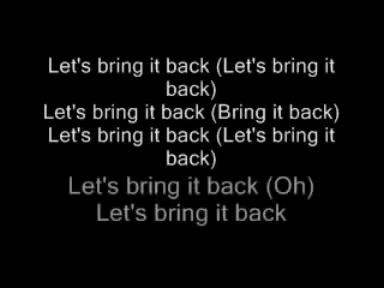 Let's bring it back (Let's bring it
back)
Let's bring it back (Bring it back)
Let's bring it back (Let's bring it
back)
Let's bring it back (Oh)
Let's bring it back